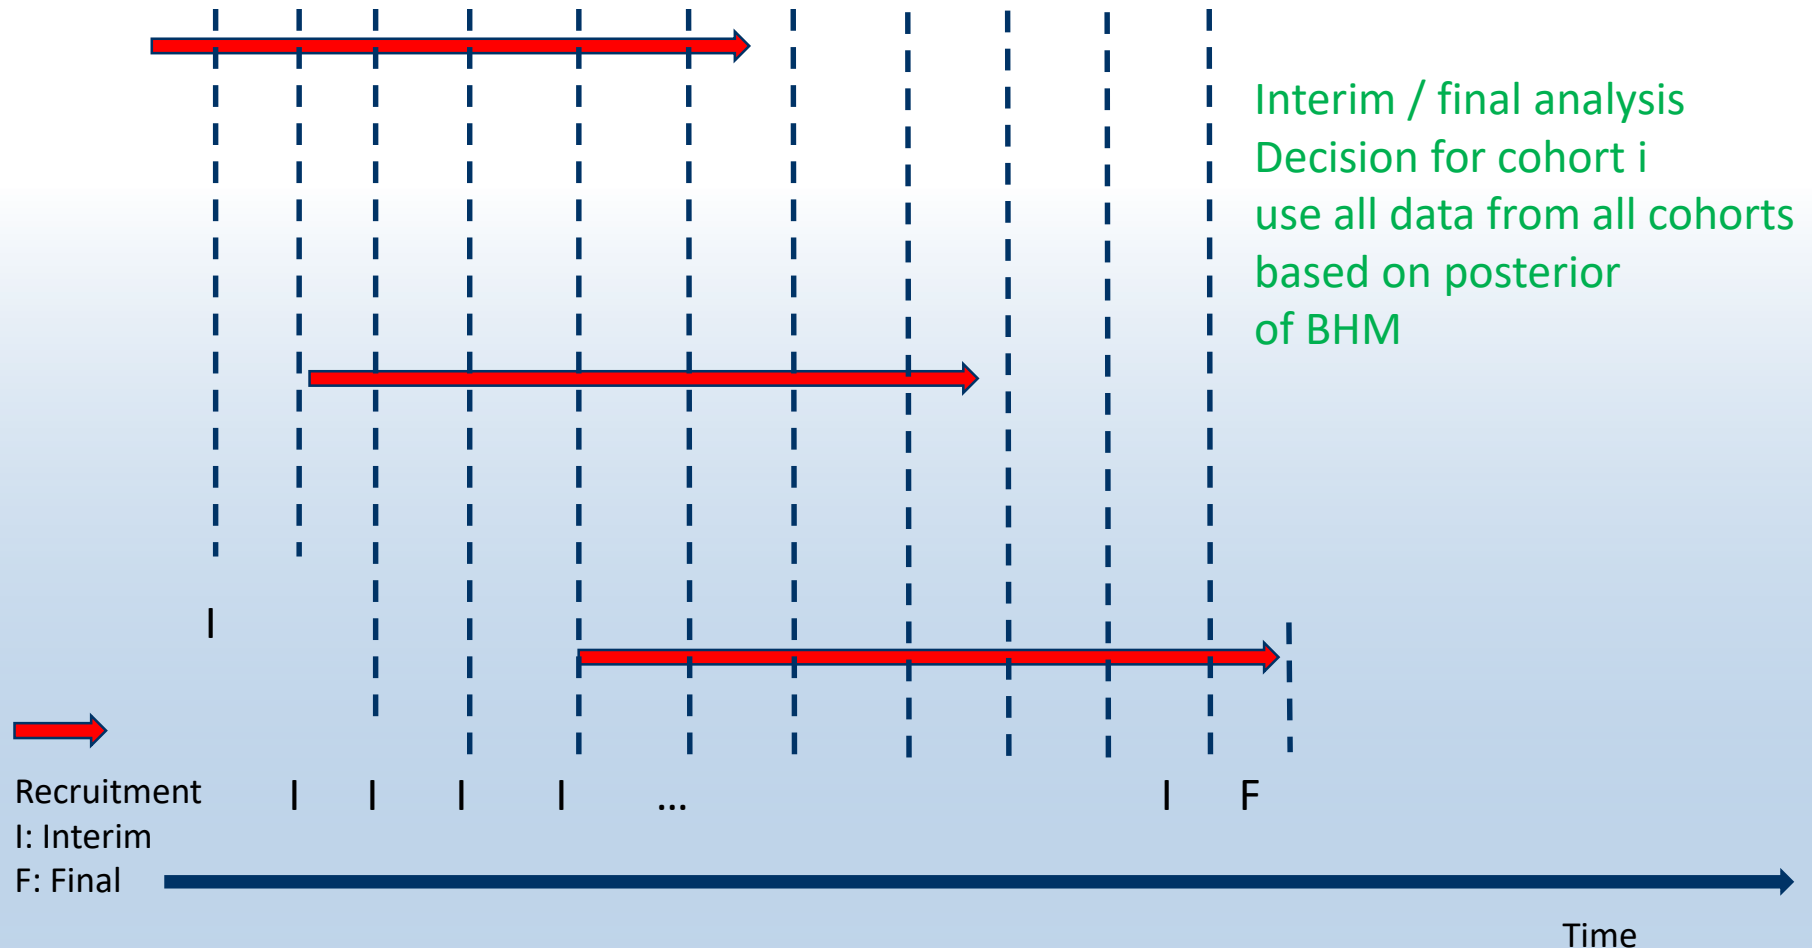 Interim / final analysis
Decision for cohort i
use all data from all cohorts
based on posterior
of BHM
I
Recruitment
I I I I ... I F
I: Interim
F: Final
Time